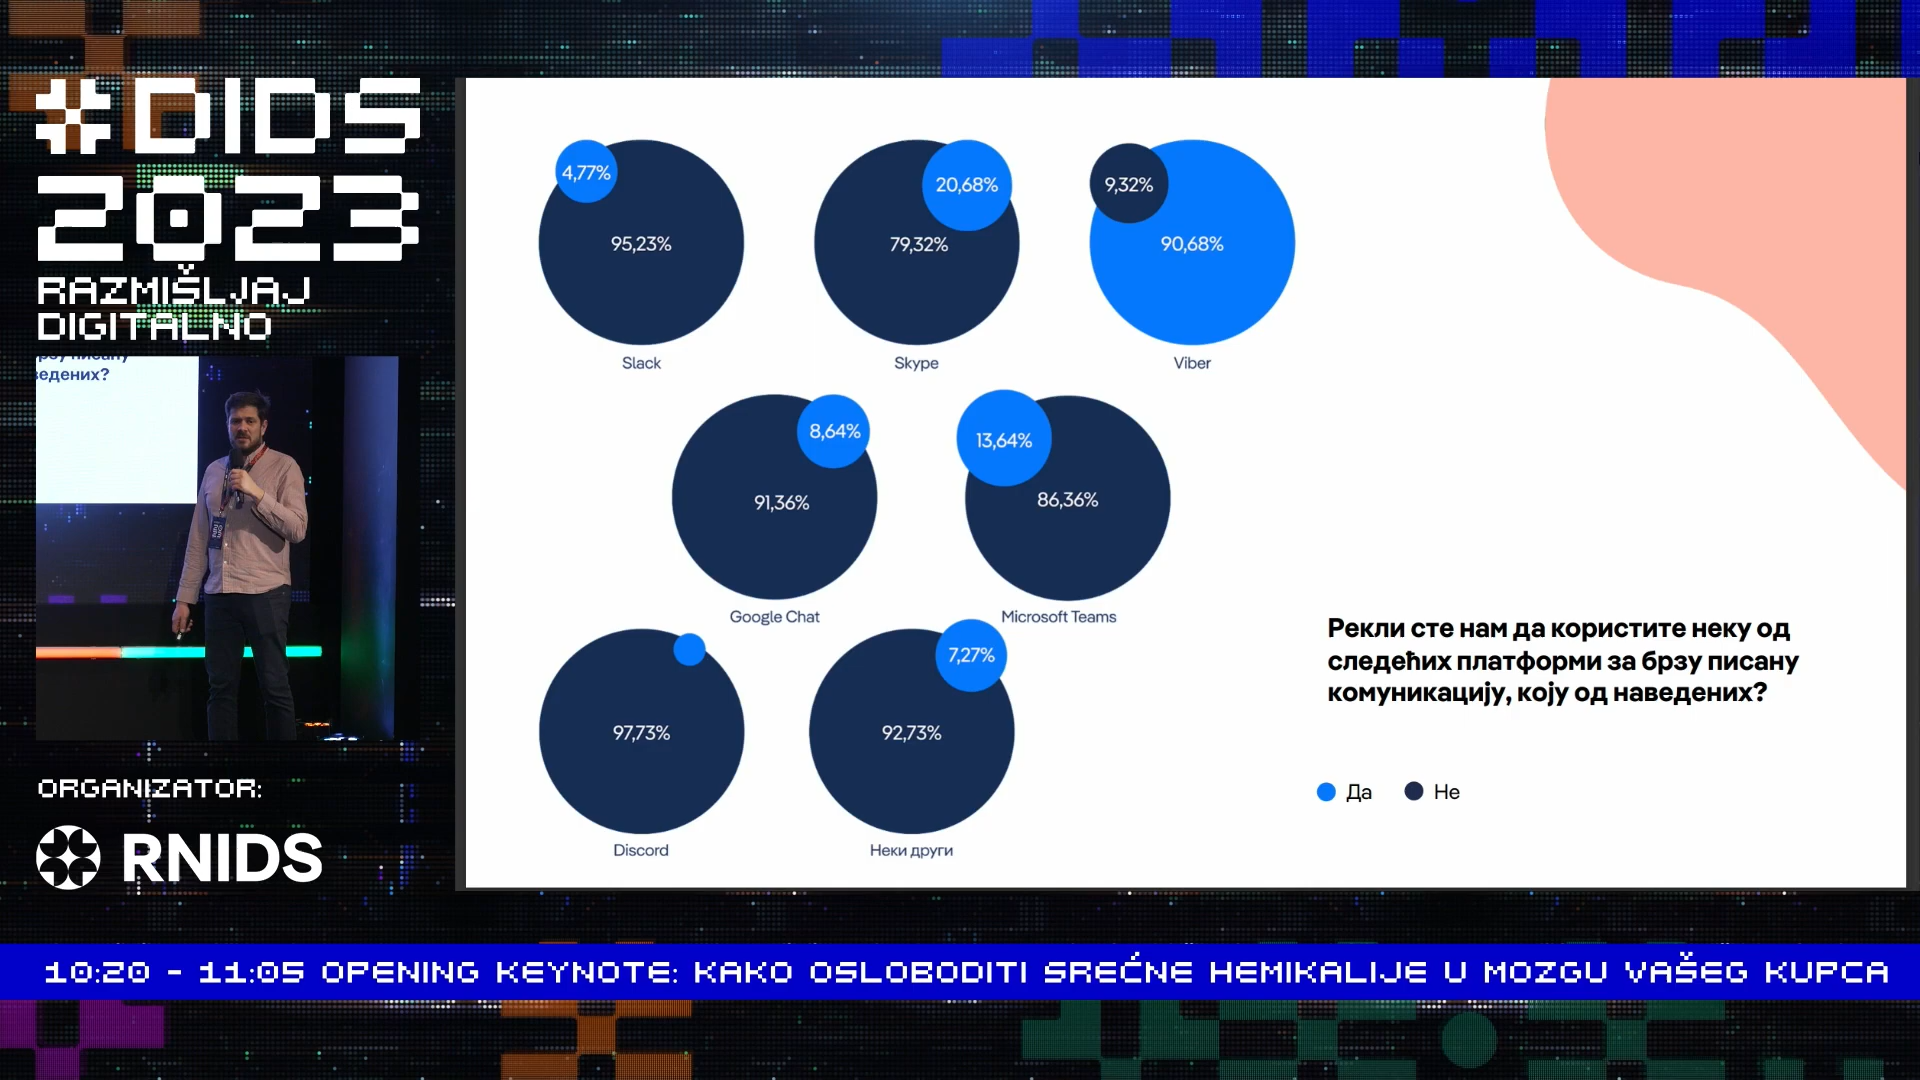 #DIDS
2023
RAZMIŠLJAJ
DIGITALNO
ведених?
ORGANIZATOR:
RNIDS
4,77%
95,23%
Slack
20,68%
79,32%
Skype
9,32%
90,68%
Viber
8,64%
91,36%
Google Chat
13,64%
86,36%
Microsoft Teams
97,73%
Discord
7,27%
92,73%
Неки други
Рекли сте нам да користите неку од
следећих платформи за брзу писану
комуникацију, коју од наведених?
Да
Не
10:20 - 11:05 OPENING KEYNOTE: KAKO OSLOBODITI SREĆNE HEMIKALIJE U MOZGU VAŠEG KUPCA